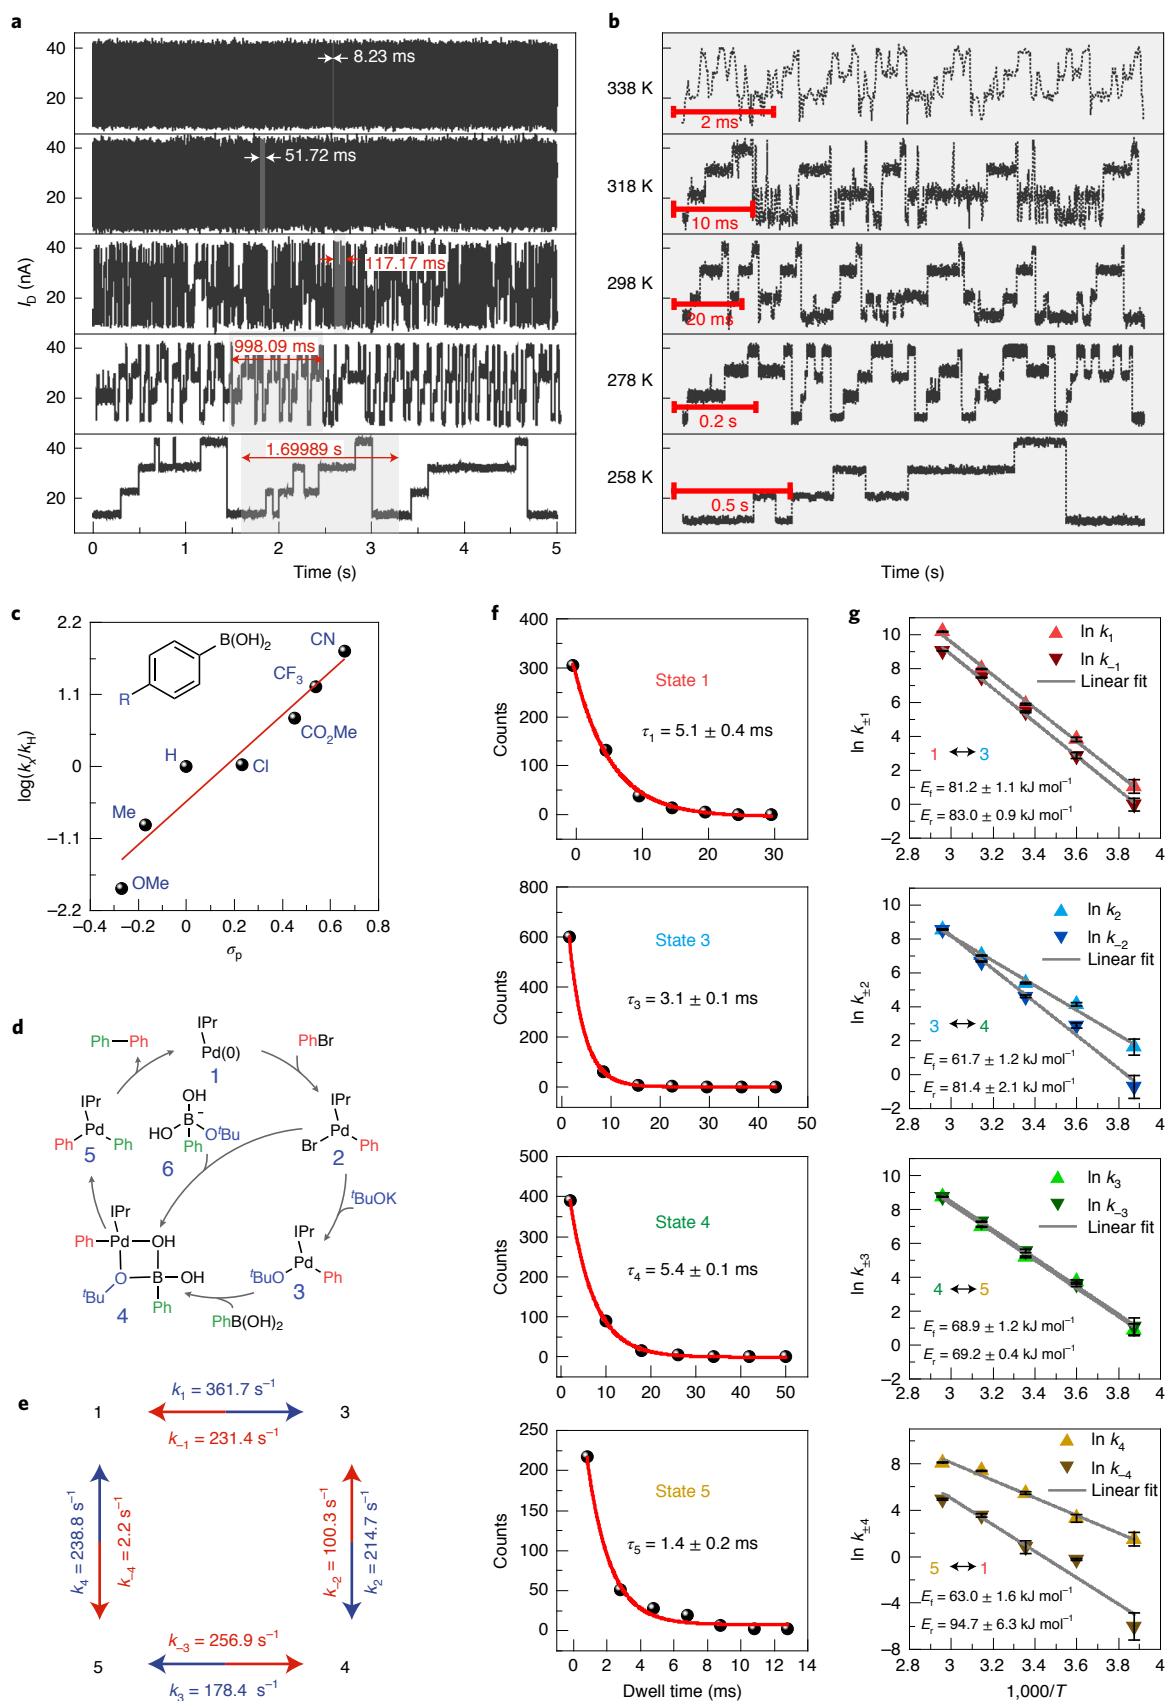 a
40
20
40
20
40
20
40
20
40
20
I_D (nA)
8.23 ms
51.72 ms
117.17 ms
998.09 ms
1.69989 s
0
1
2
3
4
5
Time (s)
b
338 K
2 ms
318 K
10 ms
298 K
20 ms
278 K
0.2 s
258 K
0.5 s
Time (s)
c
2.2
1.1
0
−1.1
−2.2
log(k_x/k_H)
B(OH)₂
R
CN
CF₃
CO₂Me
H
Cl
Me
OMe
−0.4
−0.2
0
0.2
0.4
0.6
0.8
σ_p
d
Ph Ph
IPr
Pd(0)
1
PhBr
IPr
Pd
Br
Ph
2
ᵗBuOK
IPr
Pd
ᵗBuO
Ph
3
PhB(OH)₂
IPr
Ph
Pd
OH
O
B
OH
ᵗBu
Ph
4
IPr
Pd
Ph
Ph
5
OH
B⁻
HO
OᵗBu
Ph
6
e
k₁ = 361.7 s⁻¹
1
3
k₋₁ = 231.4 s⁻¹
k₄ = 238.8 s⁻¹
k₋₄ = 2.2 s⁻¹
k₋₂ = 100.3 s⁻¹
k₂ = 214.7 s⁻¹
k₋₃ = 256.9 s⁻¹
5
4
k₃ = 178.4 s⁻¹
f
400
300
200
100
0
Counts
State 1
τ₁ = 5.1 ± 0.4 ms
0
10
20
30
40
800
600
400
200
0
Counts
State 3
τ₃ = 3.1 ± 0.1 ms
0
10
20
30
40
50
500
400
300
200
100
0
Counts
State 4
τ₄ = 5.4 ± 0.1 ms
0
10
20
30
40
50
250
200
150
100
50
0
Counts
State 5
τ₅ = 1.4 ± 0.2 ms
0
2
4
6
8
10
12
14
Dwell time (ms)
g
10
8
6
4
2
0
−2
ln k±₁
ln k₁
ln k₋₁
Linear fit
1 ↔ 3
E_f = 81.2 ± 1.1 kJ mol⁻¹
E_r = 83.0 ± 0.9 kJ mol⁻¹
2.8
3
3.2
3.4
3.6
3.8
4
10
8
6
4
2
0
−2
ln k±₂
ln k₂
ln k₋₂
Linear fit
3 ↔ 4
E_f = 61.7 ± 1.2 kJ mol⁻¹
E_r = 81.4 ± 2.1 kJ mol⁻¹
2.8
3
3.2
3.4
3.6
3.8
4
10
8
6
4
2
0
−2
ln k±₃
ln k₃
ln k₋₃
Linear fit
4 ↔ 5
E_f = 68.9 ± 1.2 kJ mol⁻¹
E_r = 69.2 ± 0.4 kJ mol⁻¹
2.8
3
3.2
3.4
3.6
3.8
4
8
4
0
−4
−8
ln k±₄
ln k₄
ln k₋₄
Linear fit
5 ↔ 1
E_f = 63.0 ± 1.6 kJ mol⁻¹
E_r = 94.7 ± 6.3 kJ mol⁻¹
2.8
3
3.2
3.4
3.6
3.8
4
1,000/T